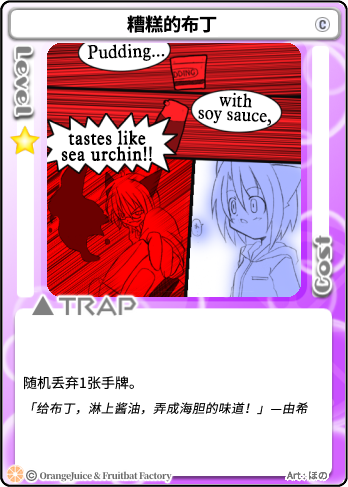 糟糕的布丁
C
Level
Pudding...
DDING
with
soy sauce,
tastes like
sea urchin!!
Cost
TRAP
随机丢弃1张手牌。
「给布丁，淋上酱油，弄成海胆的味道！」—由希
© OrangeJuice & Fruitbat Factory
Art : ほの